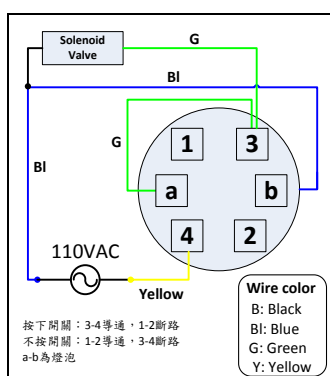 Solenoid
Valve
G
Bl
1
3
G
a
b
Bl
4
2
110VAC
Yellow
Wire color
B: Black
Bl: Blue
G: Green
Y: Yellow
按下開關：3-4導通，1-2斷路
不按開關：1-2導通，3-4斷路
a-b為燈泡